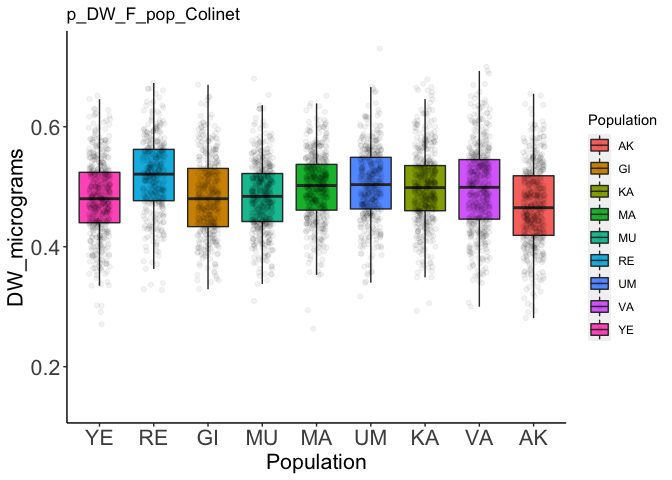 p_DW_F_pop_Colinet
DW_micrograms
0.6
0.4
0.2
YE RE GI MU MA UM KA VA AK
Population
Population
AK
GI
KA
MA
MU
RE
UM
VA
YE